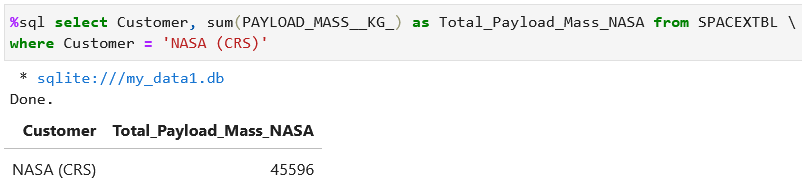 %sql select Customer, sum(PAYLOAD_MASS__KG_) as Total_Payload_Mass_NASA from SPACEXTBL \
where Customer = 'NASA (CRS)'
* sqlite:///my_data1.db
Done.
Customer Total_Payload_Mass_NASA
NASA (CRS) 45596